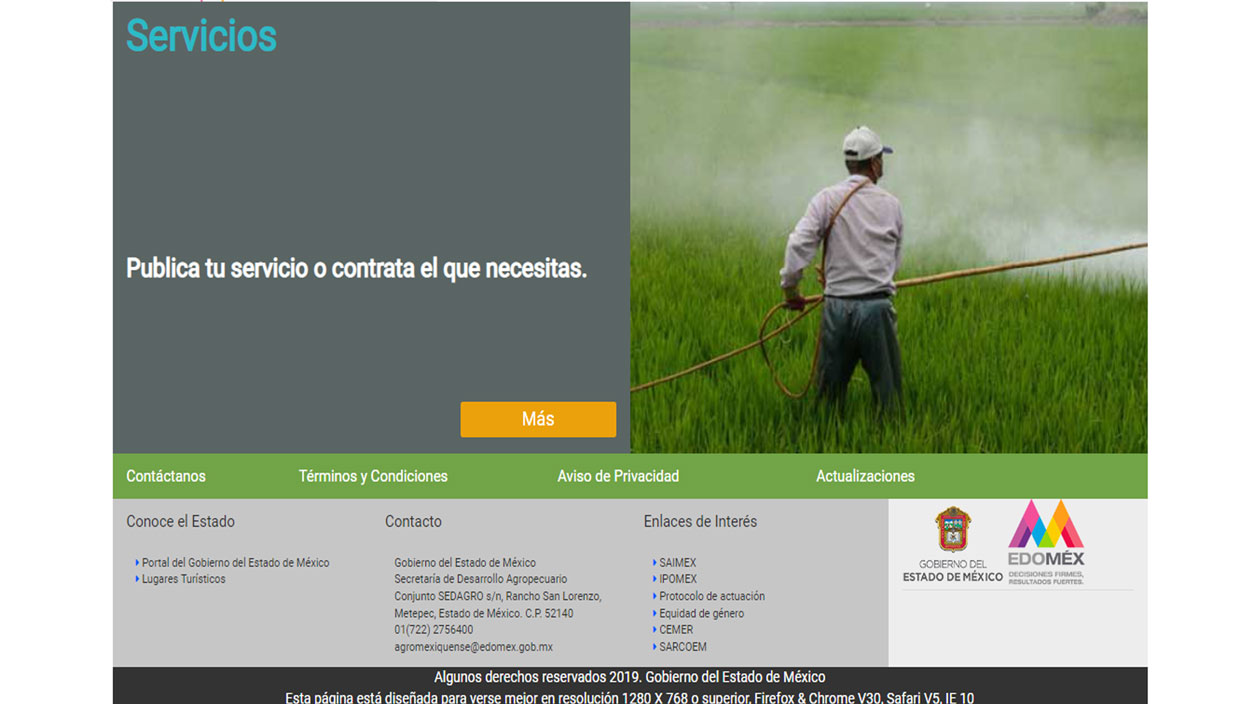 Servicios
Publica tu servicio o contrata el que necesitas.
Más
Contáctanos
Términos y Condiciones
Aviso de Privacidad
Actualizaciones
Conoce el Estado
Portal del Gobierno del Estado de México
Lugares Turísticos
Contacto
Gobierno del Estado de México
Secretaría de Desarrollo Agropecuario
Conjunto SEDAGRO s/n, Rancho San Lorenzo,
Metepec, Estado de México. C.P. 52140
01(722) 2756400
agromexiquense@edomex.gob.mx
Enlaces de Interés
SAIMEX
IPOMEX
Protocolo de actuación
Equidad de género
CEMER
SARCOEM
GOBIERNO DEL
ESTADO DE MÉXICO
EDOMÉX
DECISIONES FIRMES,
RESULTADOS FUERTES.
Algunos derechos reservados 2019. Gobierno del Estado de México
Esta página está diseñada para verse mejor en resolución 1280 X 768 o superior, Firefox & Chrome V30, Safari V5, IE 10